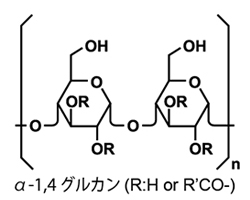 OH OH
O O
OR OR
O O
OR OR
n
α-1,4 グルカン (R:H or R'CO-)